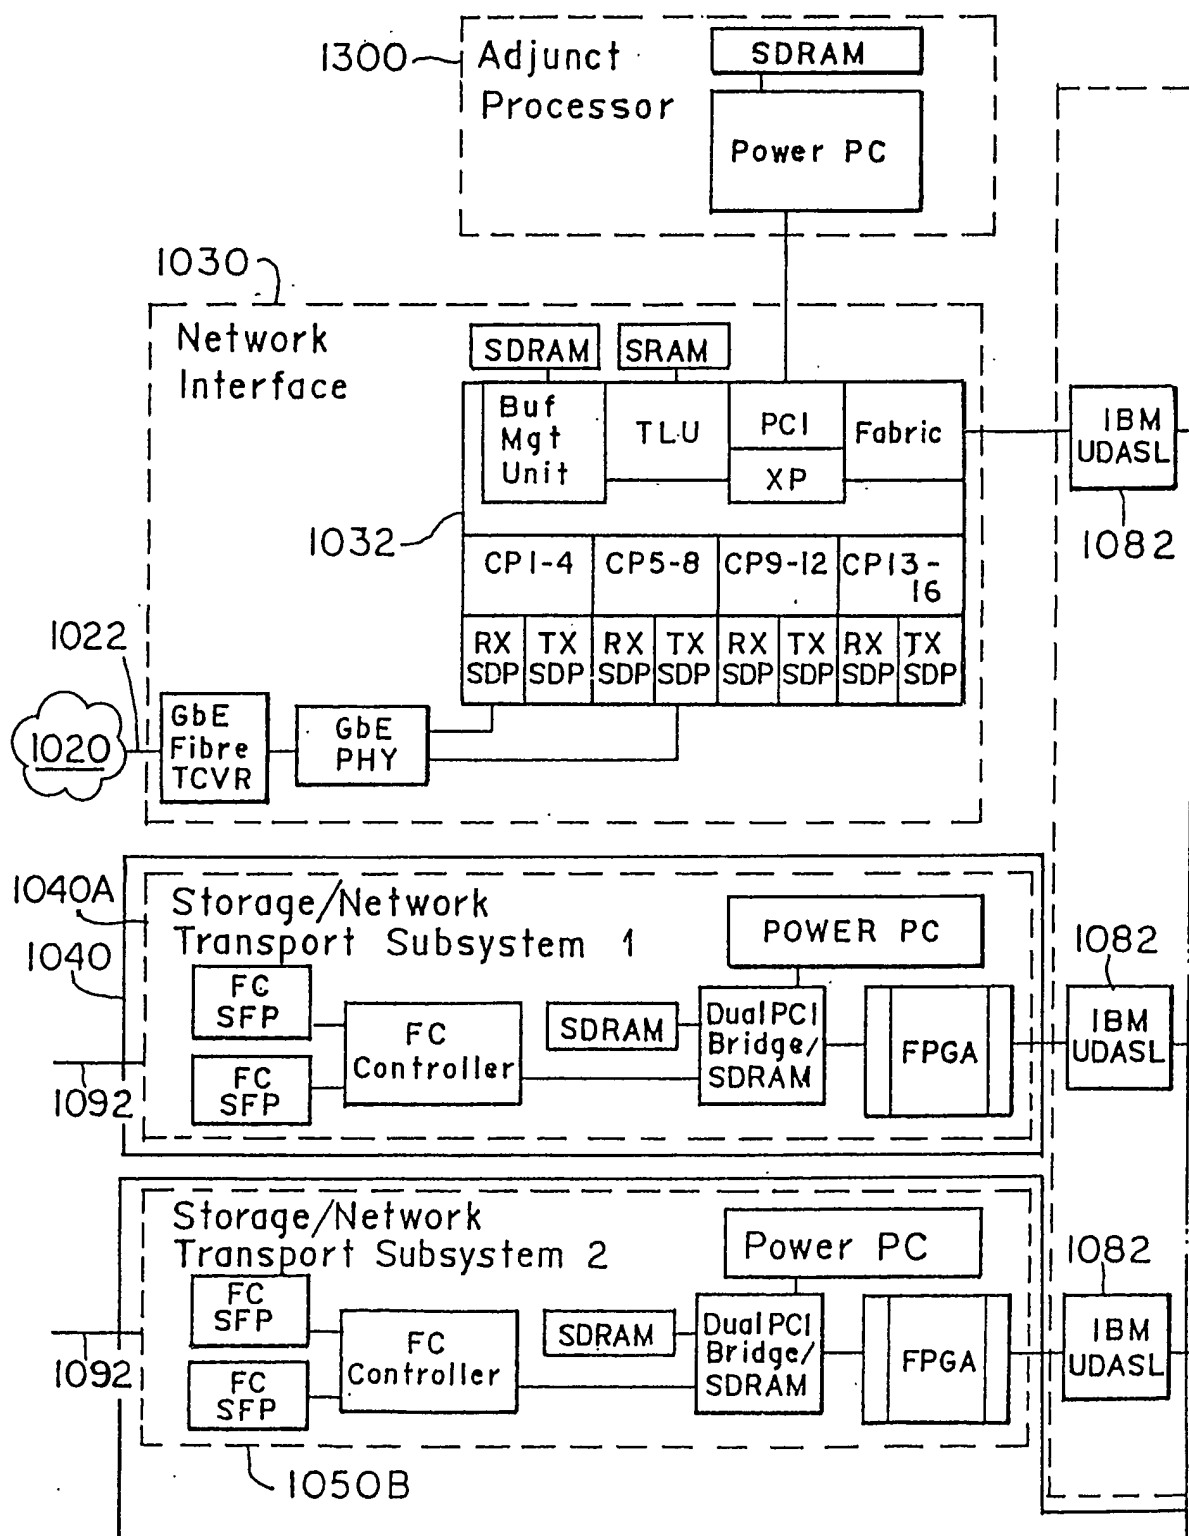 1300
Adjunct
Processor
SDRAM
Power PC
1030
Network
Interface
SDRAM
SRAM
Buf
Mgt
Unit
TLU
PCI
XP
Fabric
IBM
UDASL
1082
1032
CP1-4
CP5-8
CP9-12
CP13-
16
RX
SDP
TX
SDP
RX
SDP
TX
SDP
RX
SDP
TX
SDP
RX
SDP
TX
SDP
1022
1020
GbE
Fibre
TCVR
GbE
PHY
1040A
1040
Storage/Network
Transport Subsystem 1
POWER PC
FC
SFP
FC
SFP
FC
Controller
SDRAM
Dual PCI
Bridge/
SDRAM
FPGA
1082
IBM
UDASL
1092
Storage/Network
Transport Subsystem 2
Power PC
FC
SFP
FC
SFP
FC
Controller
SDRAM
Dual PCI
Bridge/
SDRAM
FPGA
1082
IBM
UDASL
1092
1050B